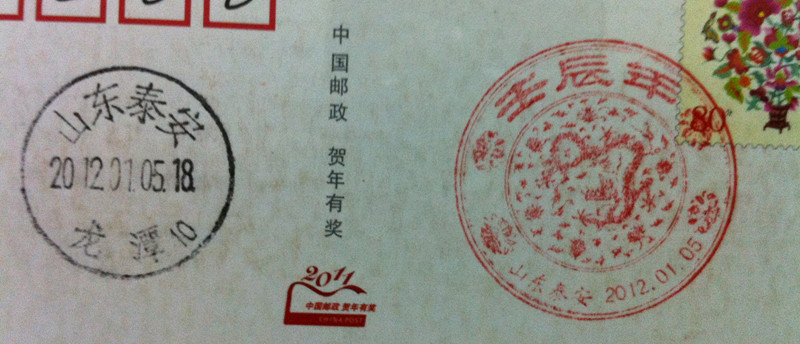 山东泰安
2012.01.05.18
龙潭10
中国邮政 贺年有奖
2011
中国邮政 贺年有奖
CHINA POST
壬辰年
山东泰安 2012.01.05
80